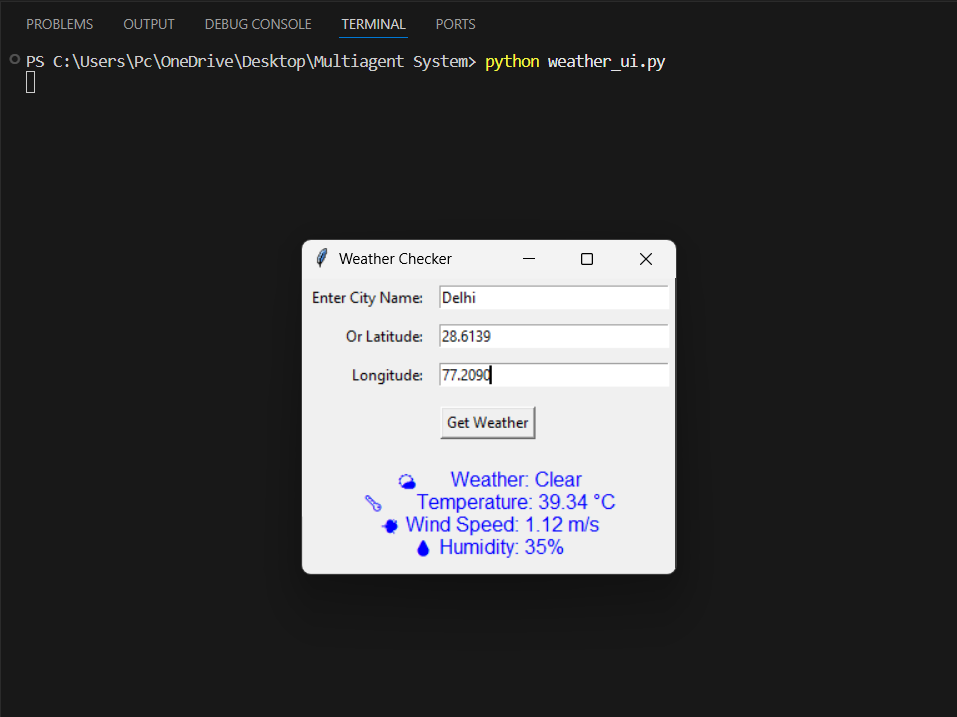 PROBLEMS OUTPUT DEBUG CONSOLE TERMINAL PORTS
PS C:\Users\Pc\OneDrive\Desktop\Multiagent System> python weather_ui.py
Weather Checker
Enter City Name: Delhi
Or Latitude: 28.6139
Longitude: 77.2090
Get Weather
Weather: Clear
Temperature: 39.34 °C
Wind Speed: 1.12 m/s
Humidity: 35%